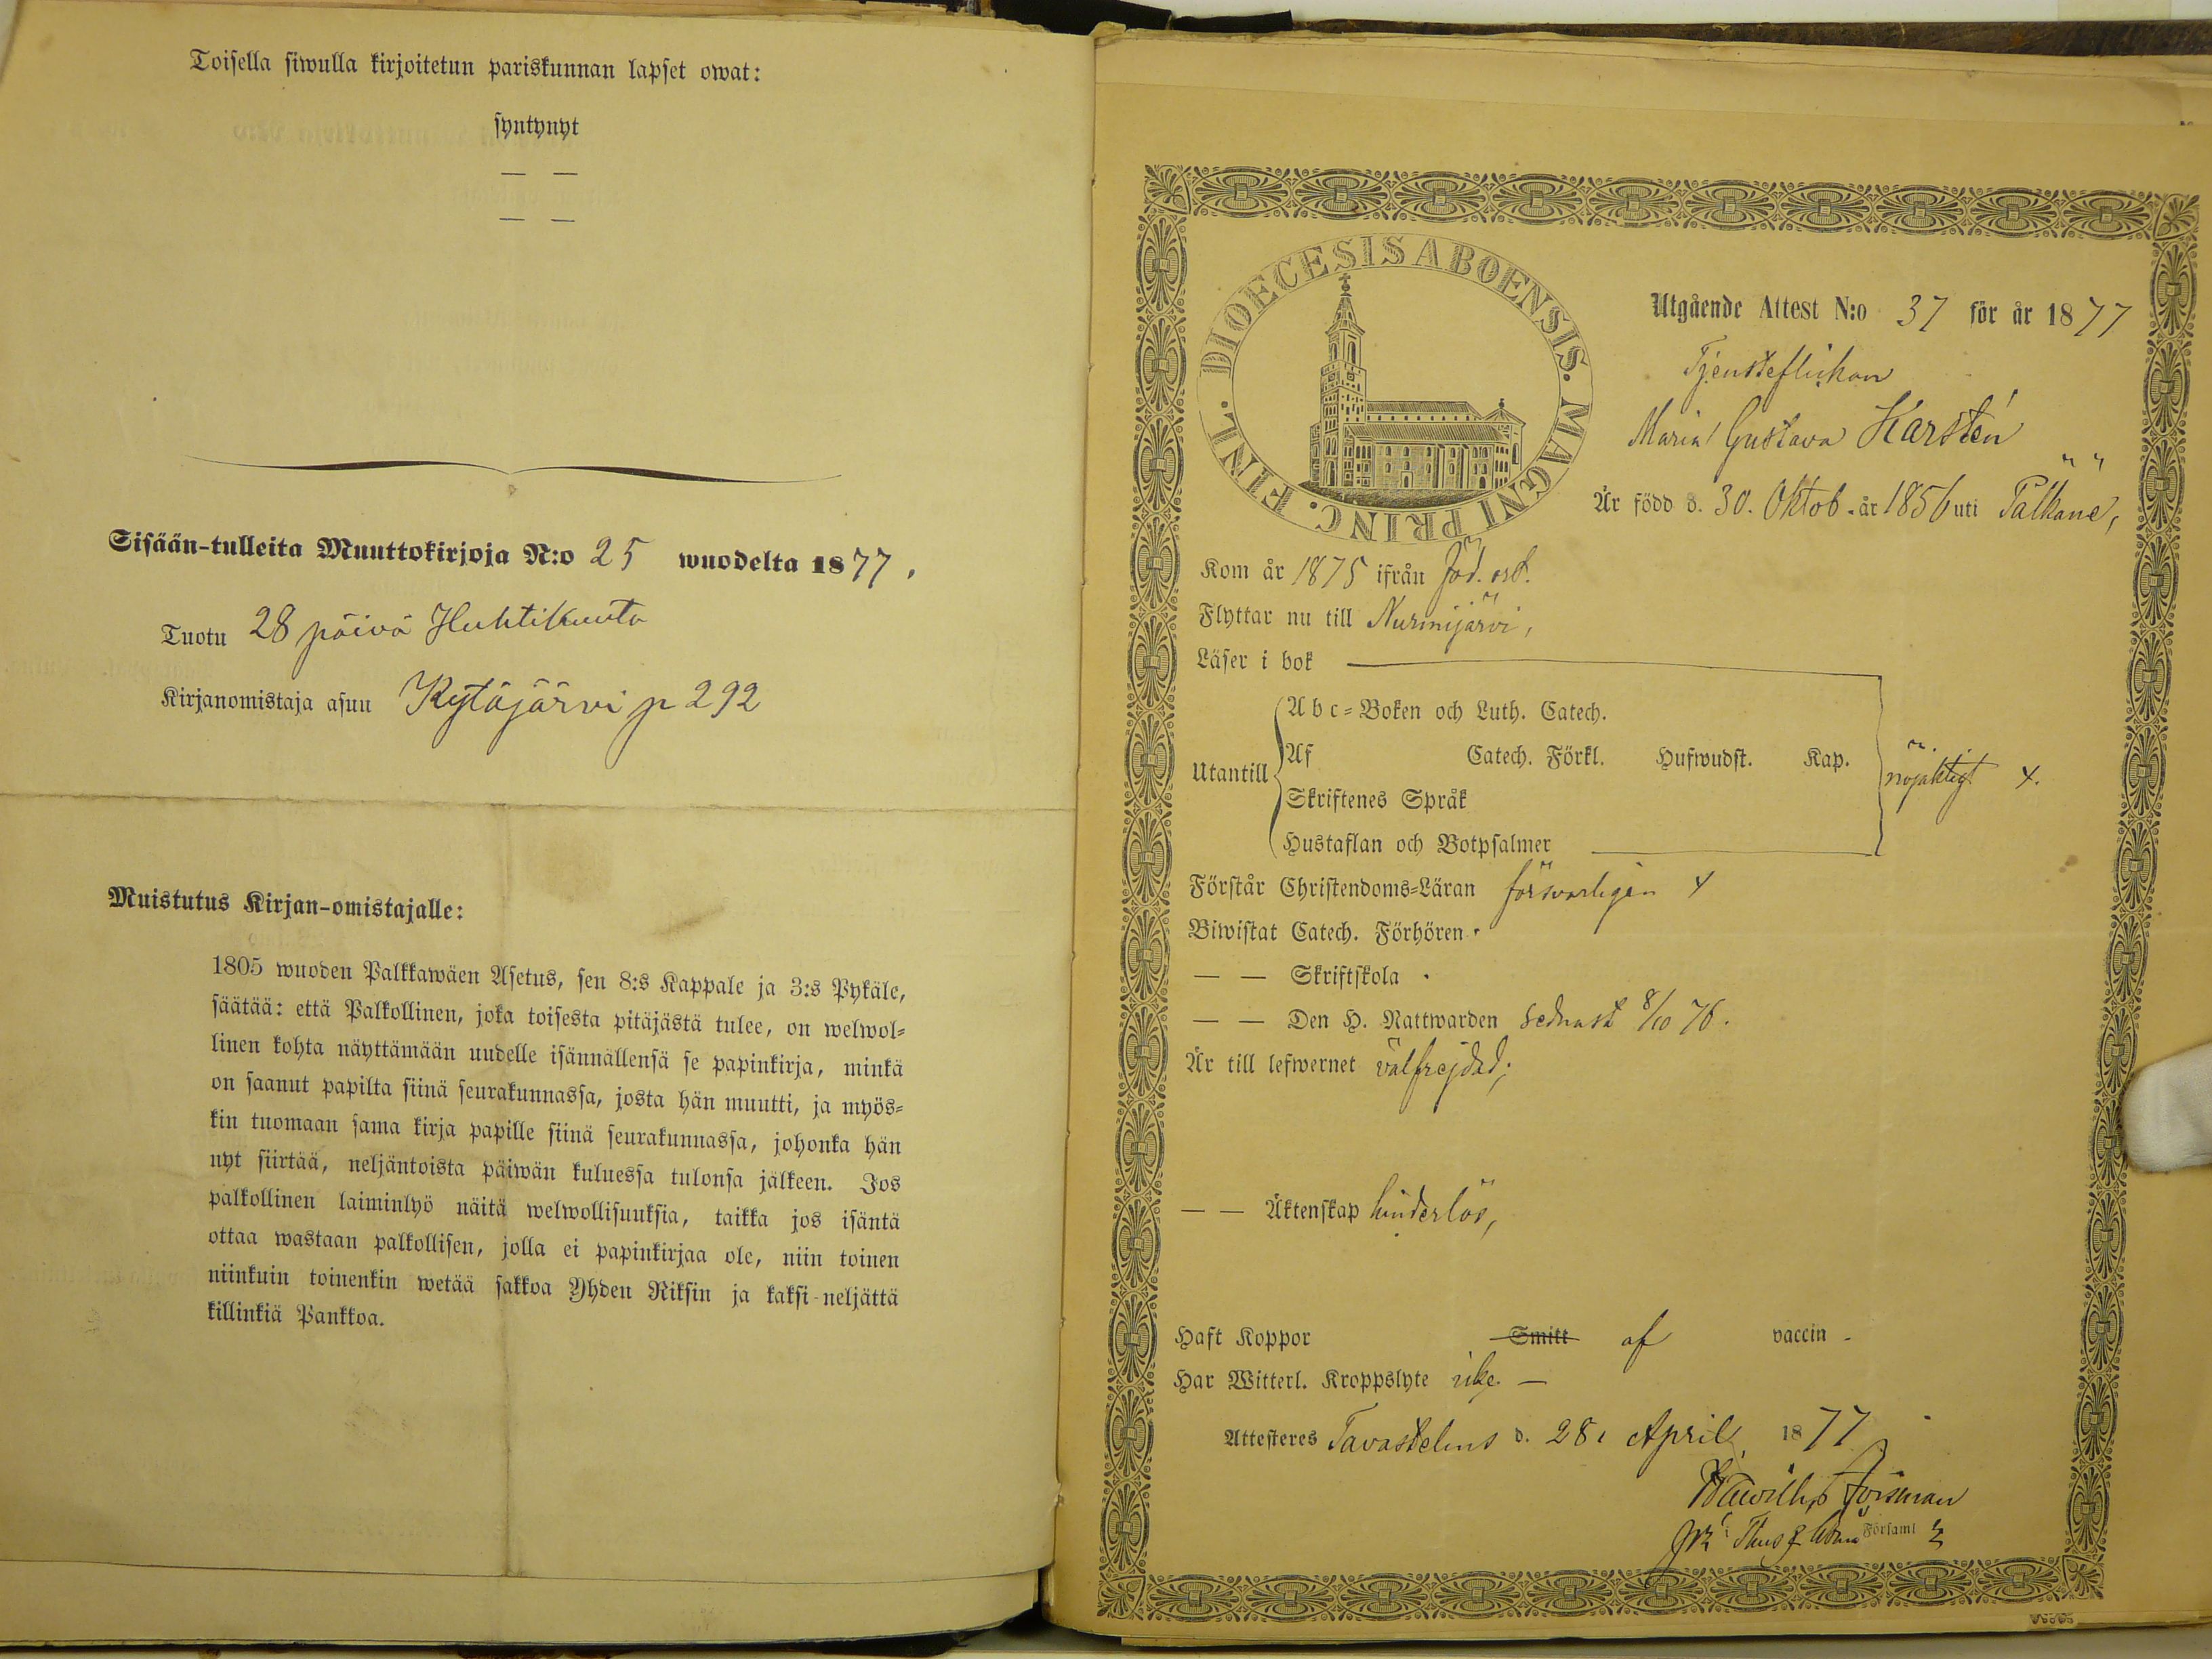 Toisella siwulla kirjoitetun pariskunnan lapset owat:
syntynyt
— —
— —
Sisään-tulleita Muuttokirjoja N:o 25 wuodelta 1877.
Tuotu 28 päivä Huhtikuuta
Kirjanomistaja asuu Kytäjärvi p 292
Muistutus Kirjan-omistajalle:
1805 wuoden Palkkawäen Asetus, sen 8:s Kappale ja 3:s Pykäle,
säätää: että Palkollinen, joka toisesta pitäjästä tulee, on welwol=
linen kohta näyttämään uudelle isännällensä se papinkirja, minkä
on saanut papilta siinä seurakunnassa, josta hän muutti, ja myös=
kin tuomaan sama kirja papille siinä seurakunnassa, johonka hän
nyt siirtää, neljäntoista päiwän kuluessa tulonsa jälkeen. Jos
palkollinen laiminlyö näitä welwollisuuksia, taikka jos isäntä
ottaa wastaan palkollisen, jolla ei papinkirjaa ole, niin toinen
niinkuin toinenkin wetää sakkoa Yhden Riksin ja kaksi-neljättä
killinkiä Pankkoa.
DIOECESIS ABOENSIS. MAGNI PRINC. FINL.
Utgående Attest N:o 37 för år 1877
Tjensteflickan
Maria Gustava Karstén
Är född d. 30. Oktob. år 1856 uti Pälkäne,
Kom år 1875 ifrån föd. ort.
Flyttar nu till Nurmijärvi,
Läser i bok
Utantill
Abc=Boken och Luth. Catech.
Af Catech. Förkl. Hufwudst. Kap.
Skriftenes Språk
Hustaflan och Botpsalmer
nöjaktigt x.
Förstår Christendoms=Läran försvarligen x
Biwistat Catech. Förhören.
— — Skriftskola .
— — Den H. Nattwarden sednast 8/10 76.
Är till lefwernet välfrejdad;
— — Äktenskap hinderlös,
Haft Koppor Smitt af vaccin -
Har Witterl. Kroppslyte icke. —
Attesteres Tavastehus d. 28. April 1877
Församl